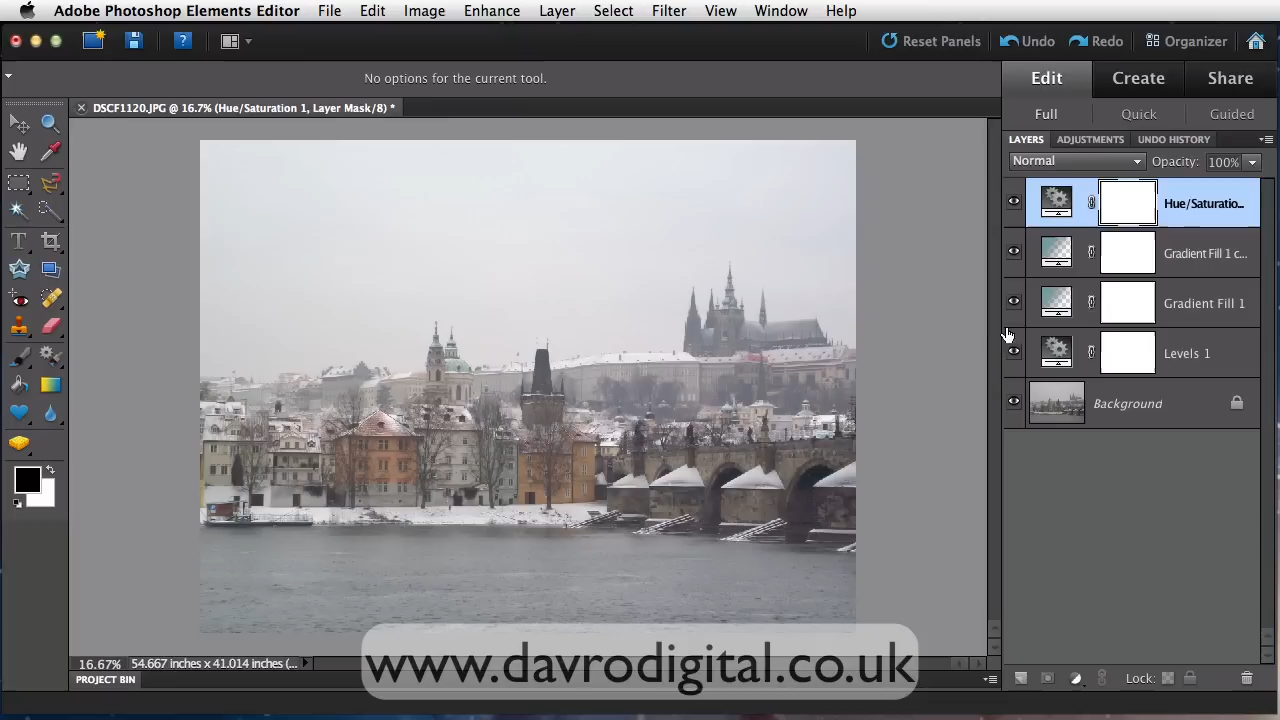 Adobe Photoshop Elements Editor File Edit Image Enhance Layer Select Filter View Window Help
Reset Panels Undo Redo Organizer
No options for the current tool.
Edit Create Share
Full Quick Guided
DSCF1120.JPG @ 16.7% (Hue/Saturation 1, Layer Mask/8) *
LAYERS ADJUSTMENTS UNDO HISTORY
Normal Opacity: 100%
Hue/Saturatio...
Gradient Fill 1 c...
Gradient Fill 1
Levels 1
Background
T
www.davrodigital.co.uk
16.67% 54.667 inches x 41.014 inches (...
Lock:
PROJECT BIN